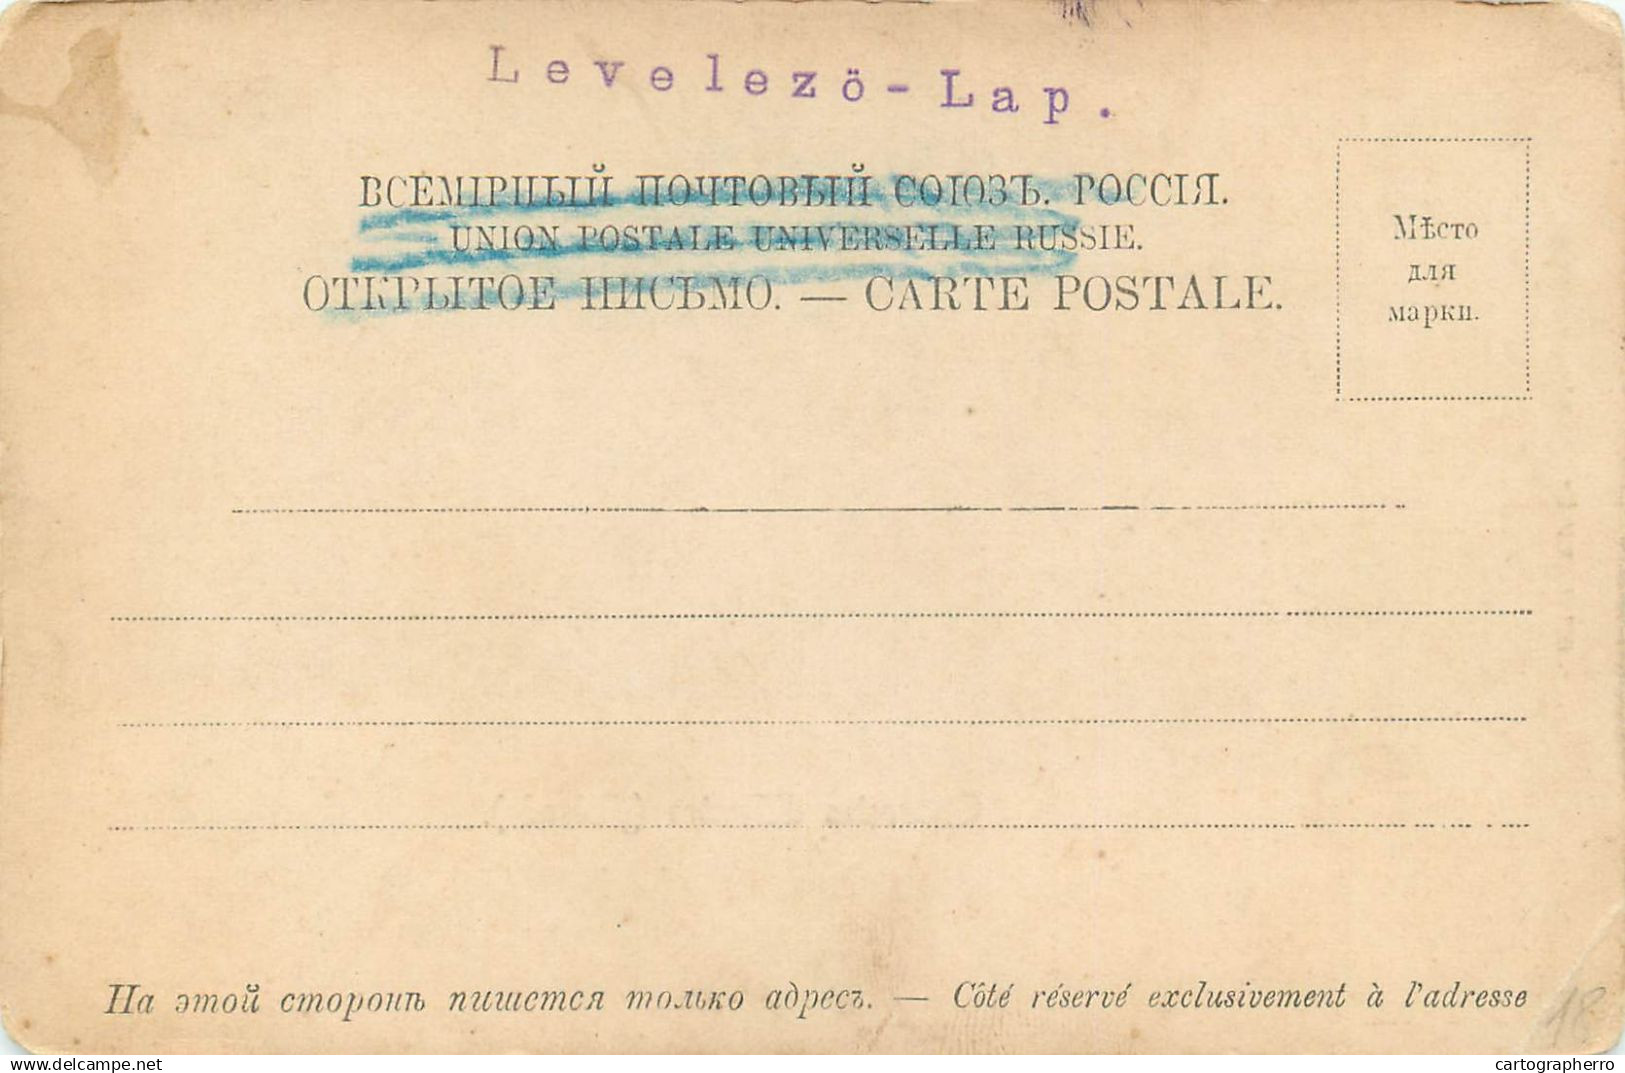 Levelezö-Lap.
ВСЕМІРНЫЙ ПОЧТОВЫЙ СОЮЗЪ. РОССІЯ.
UNION POSTALE UNIVERSELLE RUSSIE.
ОТКРЫТОЕ ПИСЬМО. — CARTE POSTALE.
Мѣсто
для
марки.
На этой сторонѣ пишется только адресъ. — Côté réservé exclusivement à l'adresse
18
www.delcampe.net
cartographerro